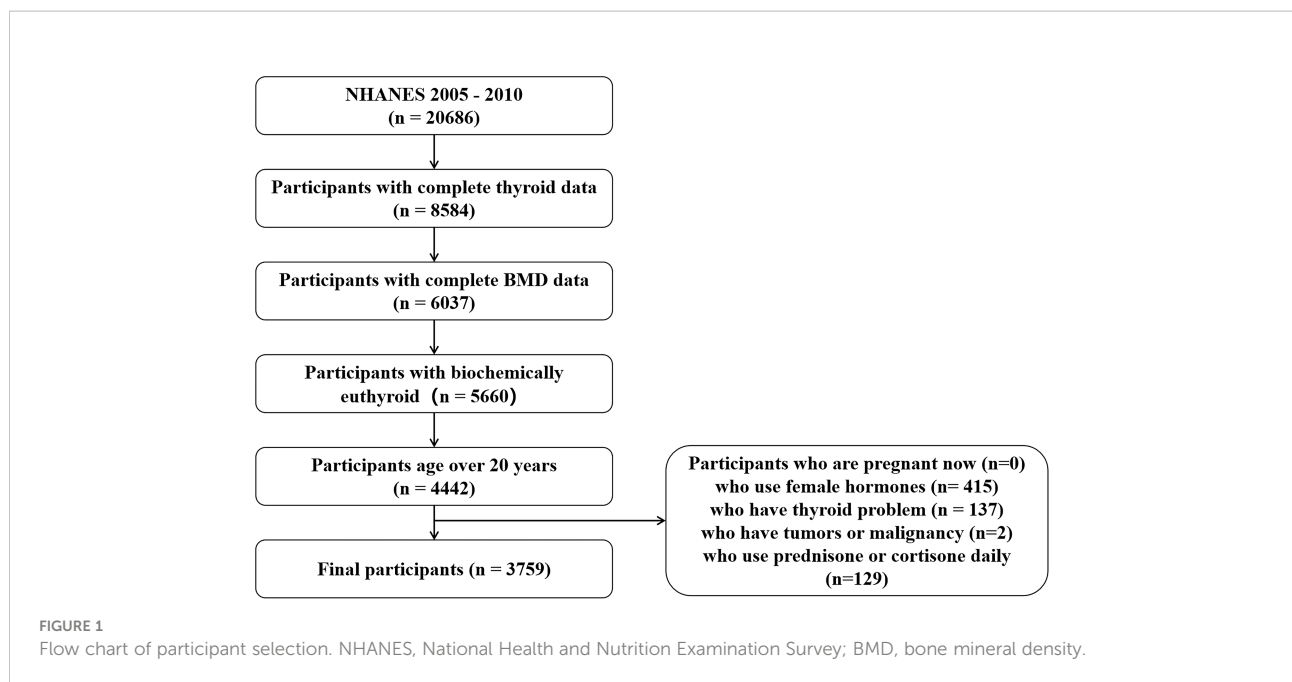 NHANES 2005 - 2010
(n = 20686)
Participants with complete thyroid data
(n = 8584)
Participants with complete BMD data
(n = 6037)
Participants with biochemically
euthyroid（n = 5660）
Participants age over 20 years
(n = 4442)
Participants who are pregnant now (n=0)
who use female hormones (n= 415)
who have thyroid problem (n = 137)
who have tumors or malignancy (n=2)
who use prednisone or cortisone daily
(n=129)
Final participants (n = 3759)
FIGURE 1
Flow chart of participant selection. NHANES, National Health and Nutrition Examination Survey; BMD, bone mineral density.